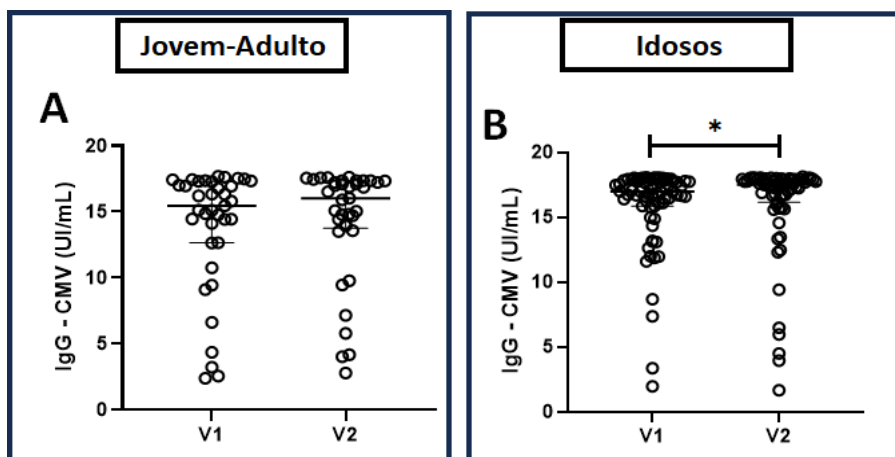 Jovem-Adulto
A
IgG - CMV (UI/mL)
20
15
10
5
0
V1
V2
Idosos
B
*
IgG - CMV (UI/mL)
20
15
10
5
0
V1
V2